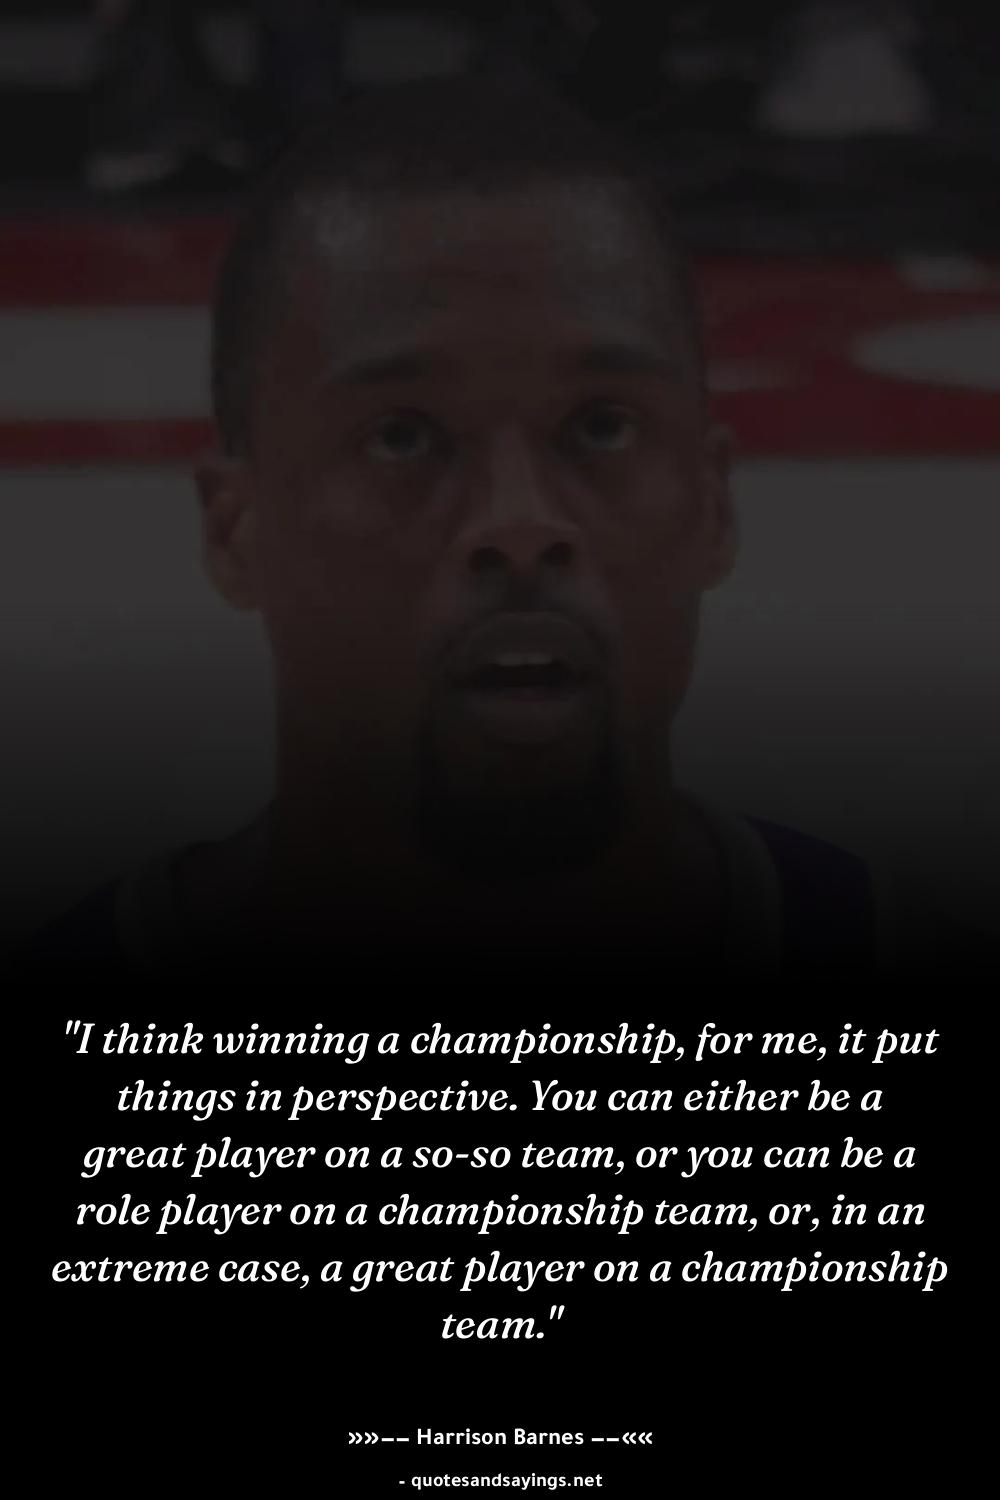 "I think winning a championship, for me, it put
things in perspective. You can either be a
great player on a so-so team, or you can be a
role player on a championship team, or, in an
extreme case, a great player on a championship
team."
»»−− Harrison Barnes −−««
- quotesandsayings.net